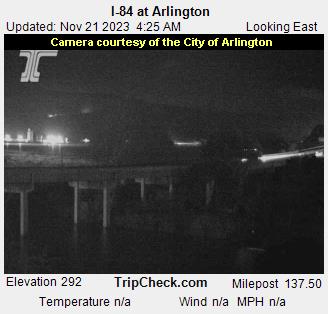 I-84 at Arlington
Updated: Nov 21 2023 4:25 AM Looking East
Camera courtesy of the City of Arlington
Elevation 292 TripCheck.com Milepost 137.50
Temperature n/a Wind n/a MPH n/a